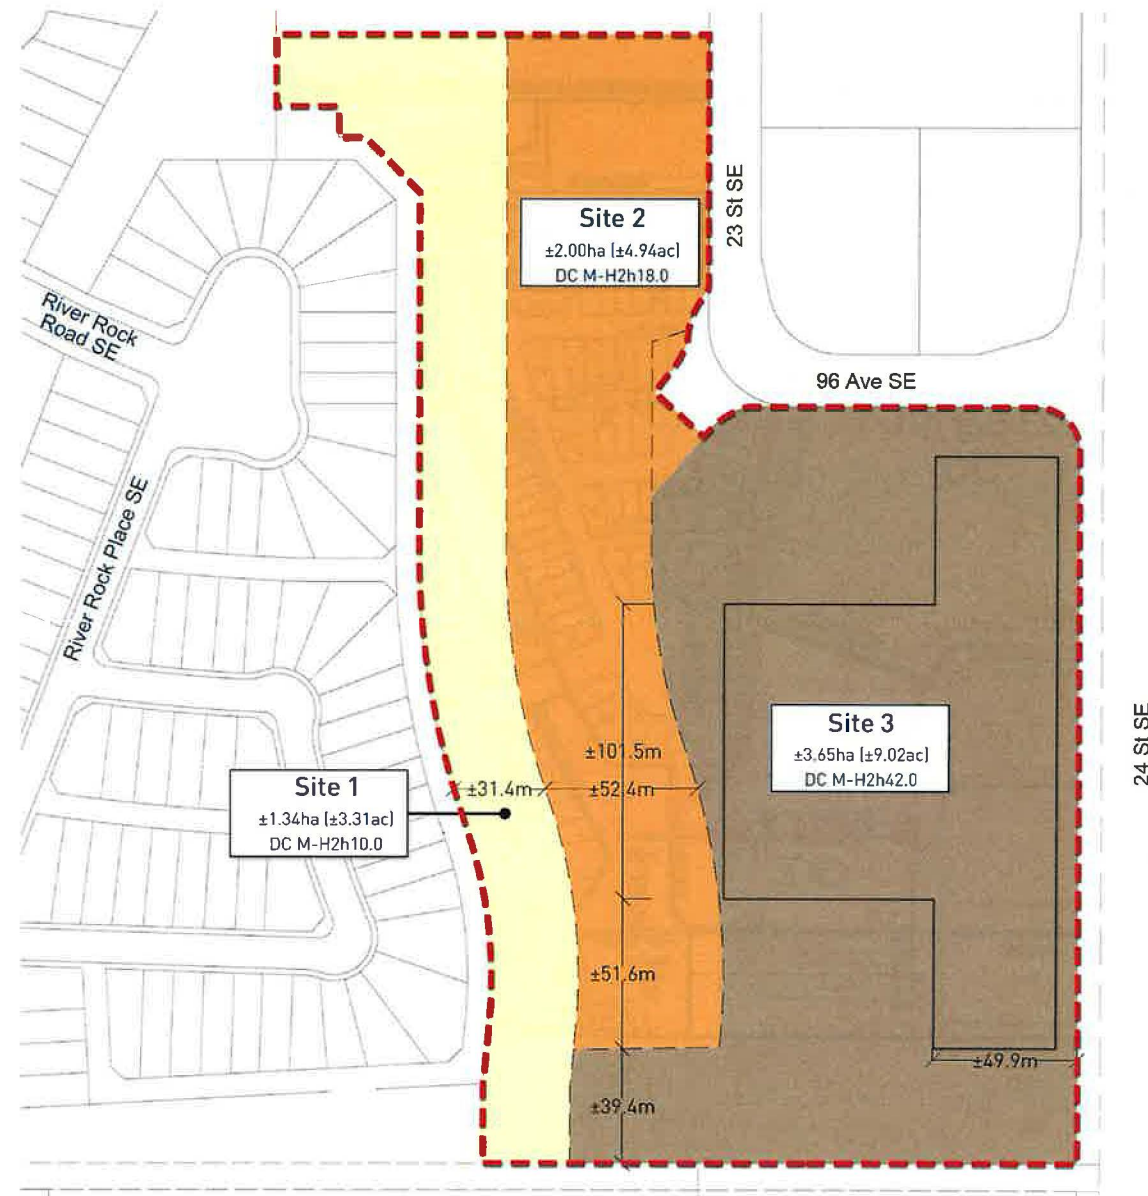 23 St SE
Site 2
±2.00ha (±4.94ac)
DC M-H2h18.0
River Rock
Road SE
96 Ave SE
River Rock Place SE
24 St SE
Site 3
±3.65ha (±9.02ac)
DC M-H2h42.0
±101.5m
±31.4m
±52.4m
Site 1
±1.34ha (±3.31ac)
DC M-H2h10.0
±51.6m
±49.9m
±39.4m